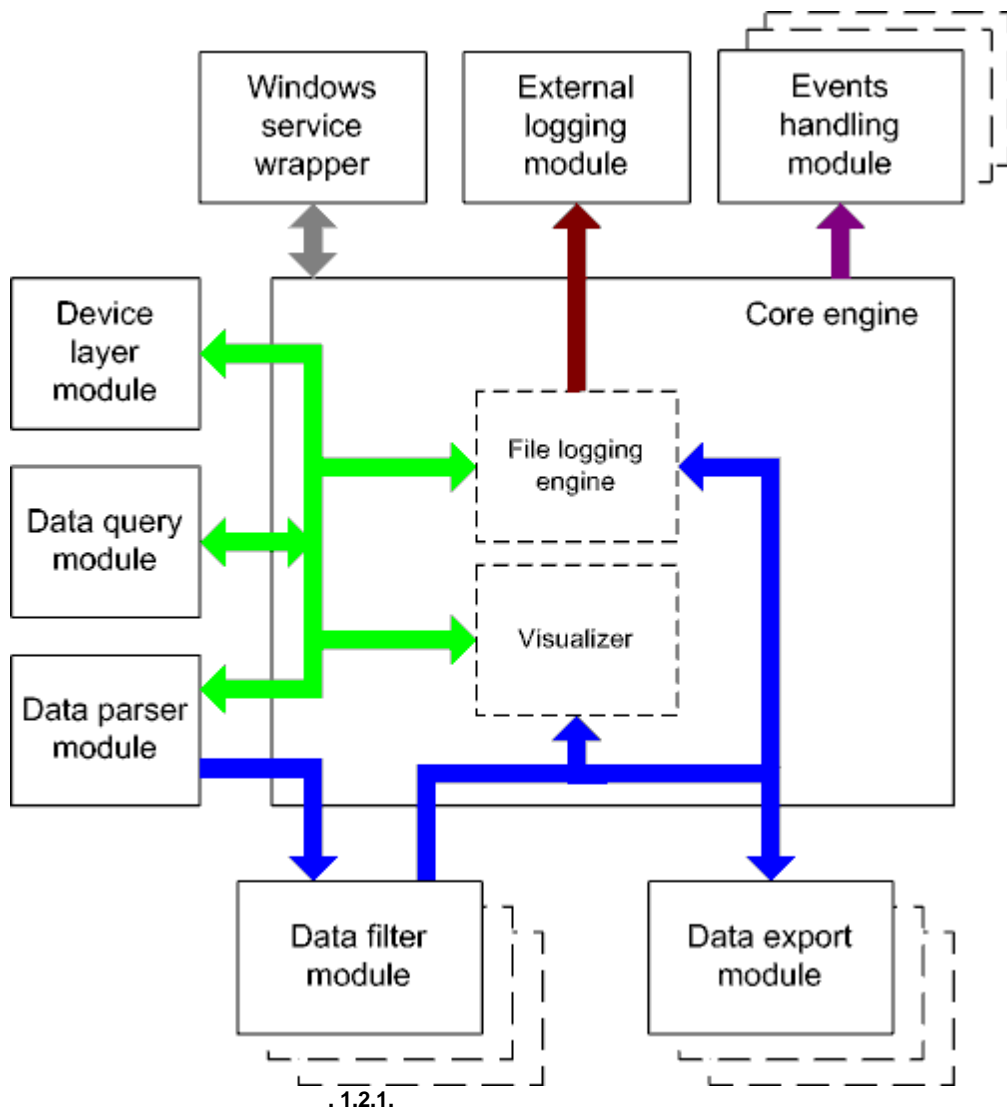 Windows
service
wrapper
External
logging
module
Events
handling
module
Core engine
Device
layer
module
File logging
engine
Data query
module
Visualizer
Data parser
module
Data filter
module
Data export
module
. 1.2.1.